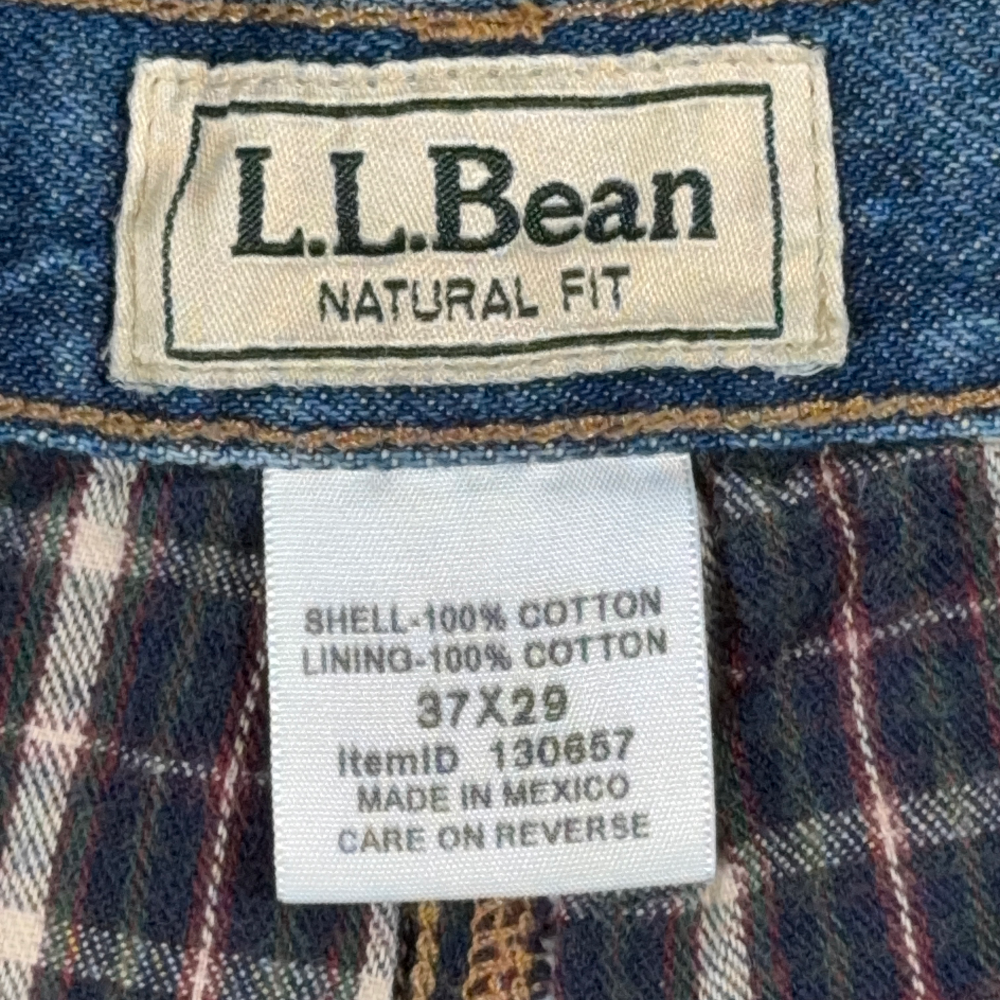 L.L.Bean
NATURAL FIT
SHELL-100% COTTON
LINING-100% COTTON
37X29
ItemID 130657
MADE IN MEXICO
CARE ON REVERSE